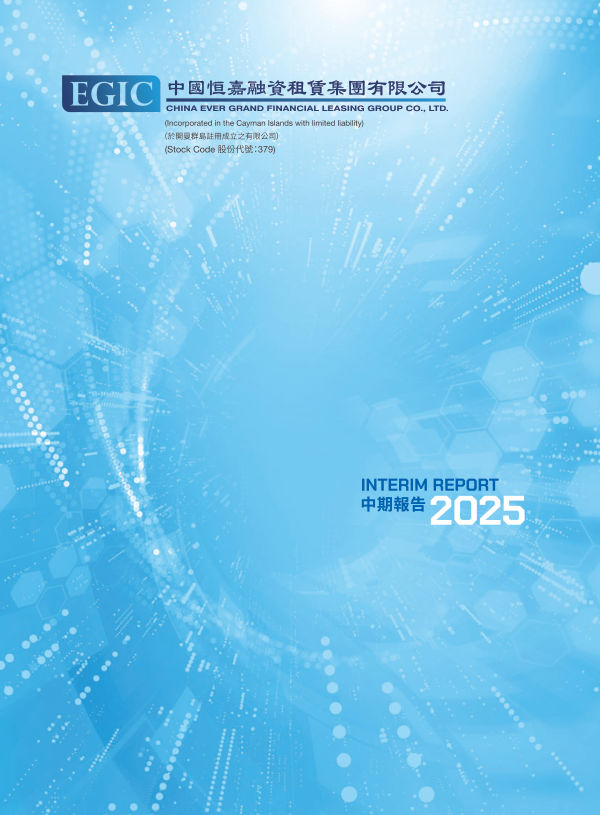 EGIC 中國恒嘉融資租賃集團有限公司
CHINA EVER GRAND FINANCIAL LEASING GROUP CO., LTD.
(Incorporated in the Cayman Islands with limited liability)
(於開曼群島註冊成立之有限公司)
(Stock Code 股份代號：379)
INTERIM REPORT
中期報告 2025